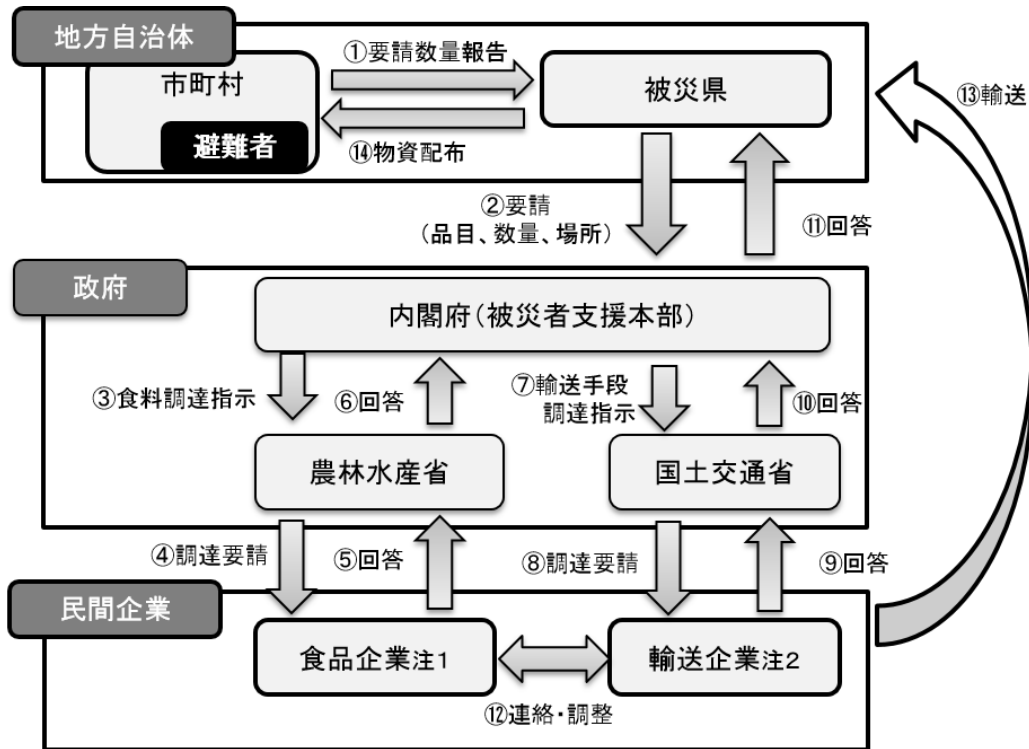 地方自治体
市町村
避難者
①要請数量報告
⑭物資配布
被災県
⑬輸送
②要請
（品目、数量、場所）
⑪回答
政府
内閣府（被災者支援本部）
③食料調達指示
⑥回答
⑦輸送手段
調達指示
⑩回答
農林水産省
国土交通省
④調達要請
⑤回答
⑧調達要請
⑨回答
民間企業
食品企業注１
輸送企業注２
⑫連絡・調整